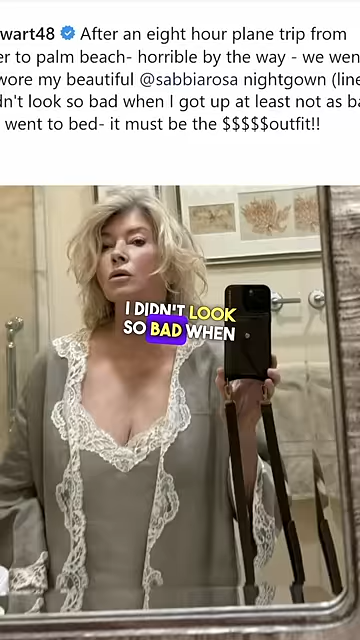 wart48 After an eight hour plane trip from
er to palm beach- horrible by the way - we wen
wore my beautiful @sabbiarosa nightgown (line
n't look so bad when I got up at least not as ba
went to bed- it must be the $$$$$outfit!!
I DIDN'T LOOK
SO BAD WHEN